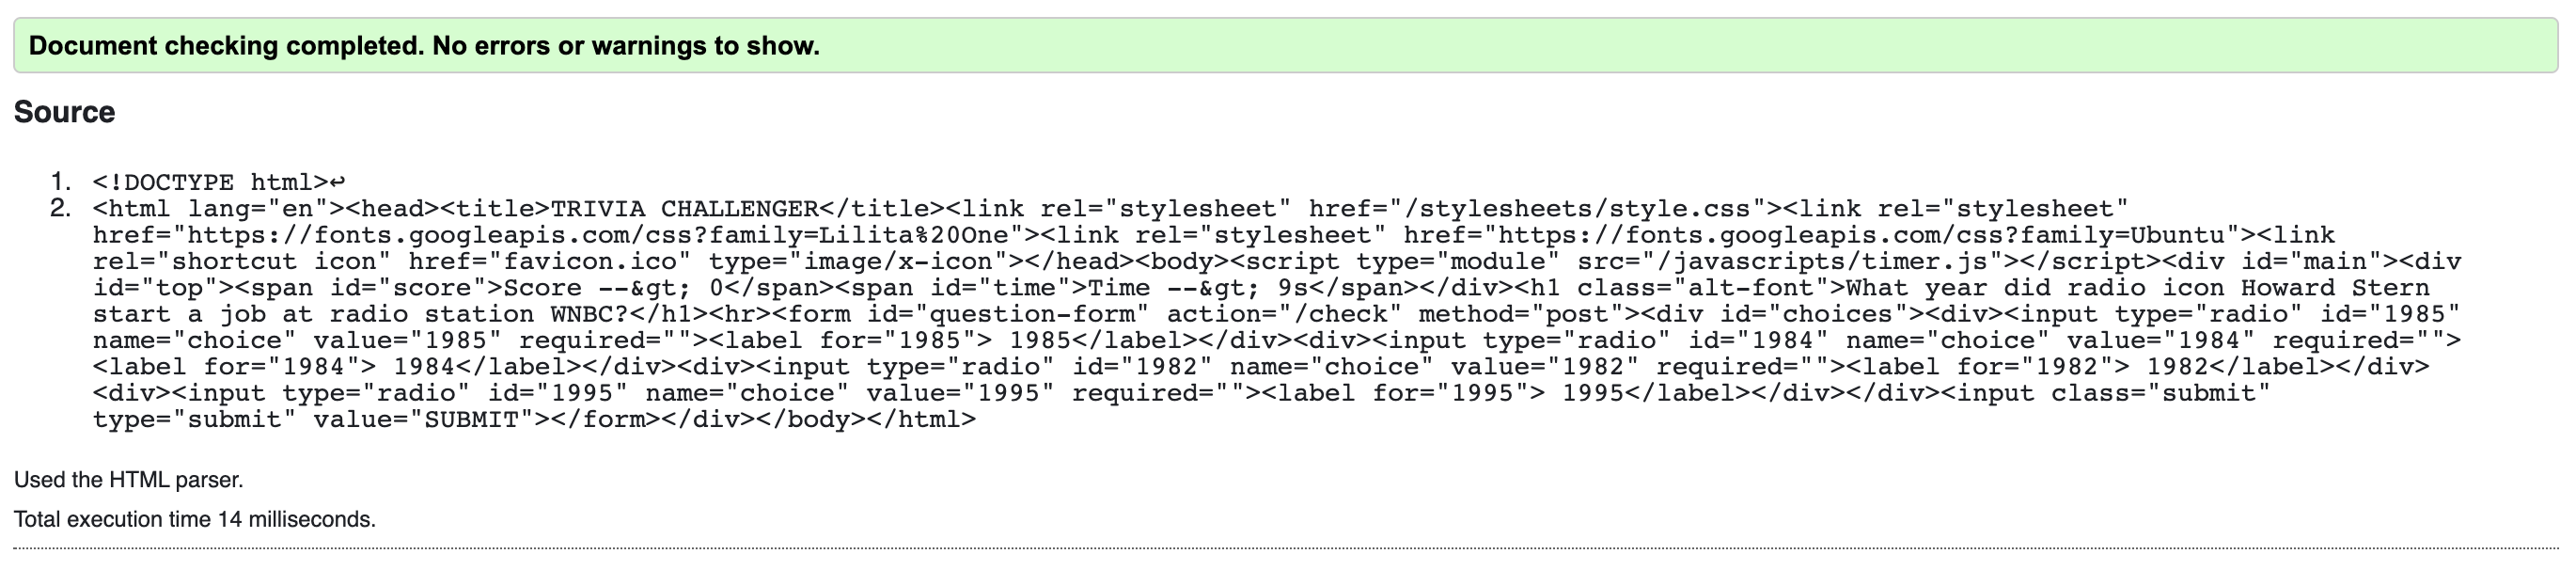 Document checking completed. No errors or warnings to show.
Source
1. <!DOCTYPE html>↩
2. <html lang="en"><head><title>TRIVIA CHALLENGER</title><link rel="stylesheet" href="/stylesheets/style.css"><link rel="stylesheet"
href="https://fonts.googleapis.com/css?family=Lilita%20One"><link rel="stylesheet" href="https://fonts.googleapis.com/css?family=Ubuntu"><link
rel="shortcut icon" href="favicon.ico" type="image/x-icon"></head><body><script type="module" src="/javascripts/timer.js"></script><div id="main"><div
id="top"><span id="score">Score --&gt; 0</span><span id="time">Time --&gt; 9s</span></div><h1 class="alt-font">What year did radio icon Howard Stern
start a job at radio station WNBC?</h1><hr><form id="question-form" action="/check" method="post"><div id="choices"><div><input type="radio" id="1985"
name="choice" value="1985" required=""><label for="1985"> 1985</label></div><div><input type="radio" id="1984" name="choice" value="1984" required="">
<label for="1984"> 1984</label></div><div><input type="radio" id="1982" name="choice" value="1982" required=""><label for="1982"> 1982</label></div>
<div><input type="radio" id="1995" name="choice" value="1995" required=""><label for="1995"> 1995</label></div></div><input class="submit"
type="submit" value="SUBMIT"></form></div></body></html>
Used the HTML parser.
Total execution time 14 milliseconds.